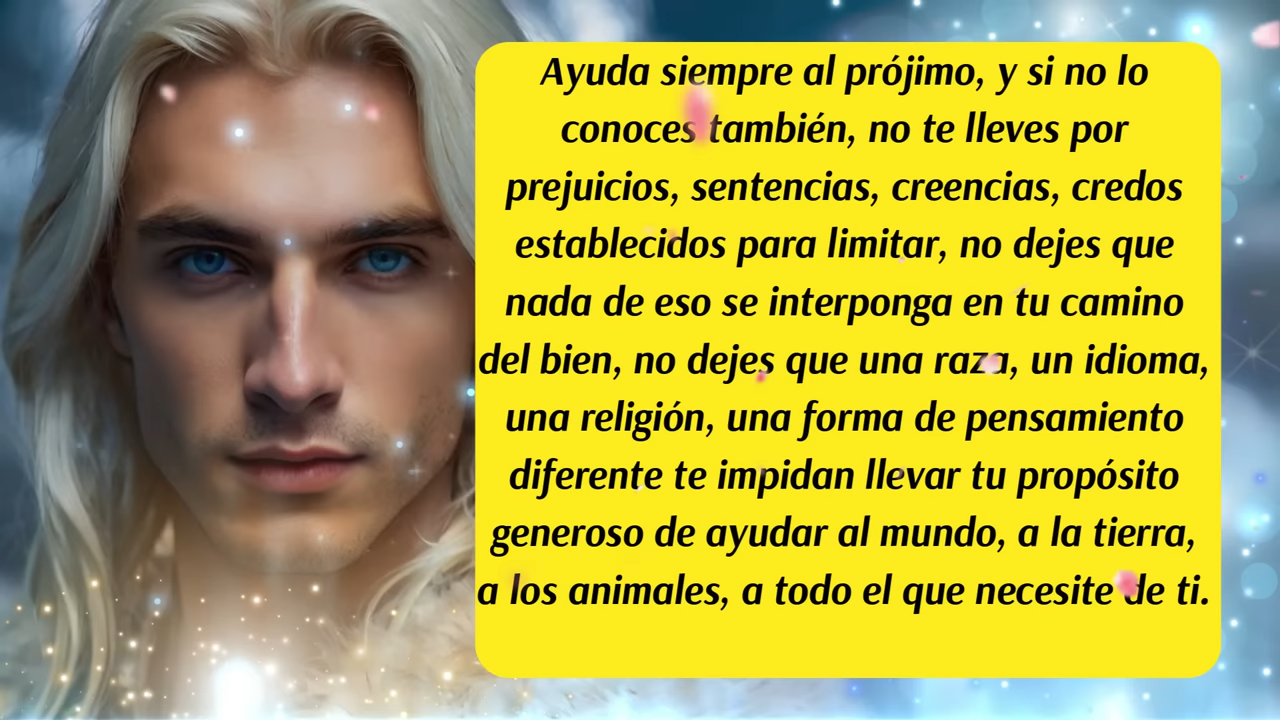 Ayuda siempre al prójimo, y si no lo
conoces también, no te lleves por
prejuicios, sentencias, creencias, credos
establecidos para limitar, no dejes que
nada de eso se interponga en tu camino
del bien, no dejes que una raza, un idioma,
una religión, una forma de pensamiento
diferente te impidan llevar tu propósito
generoso de ayudar al mundo, a la tierra,
a los animales, a todo el que necesite de ti.